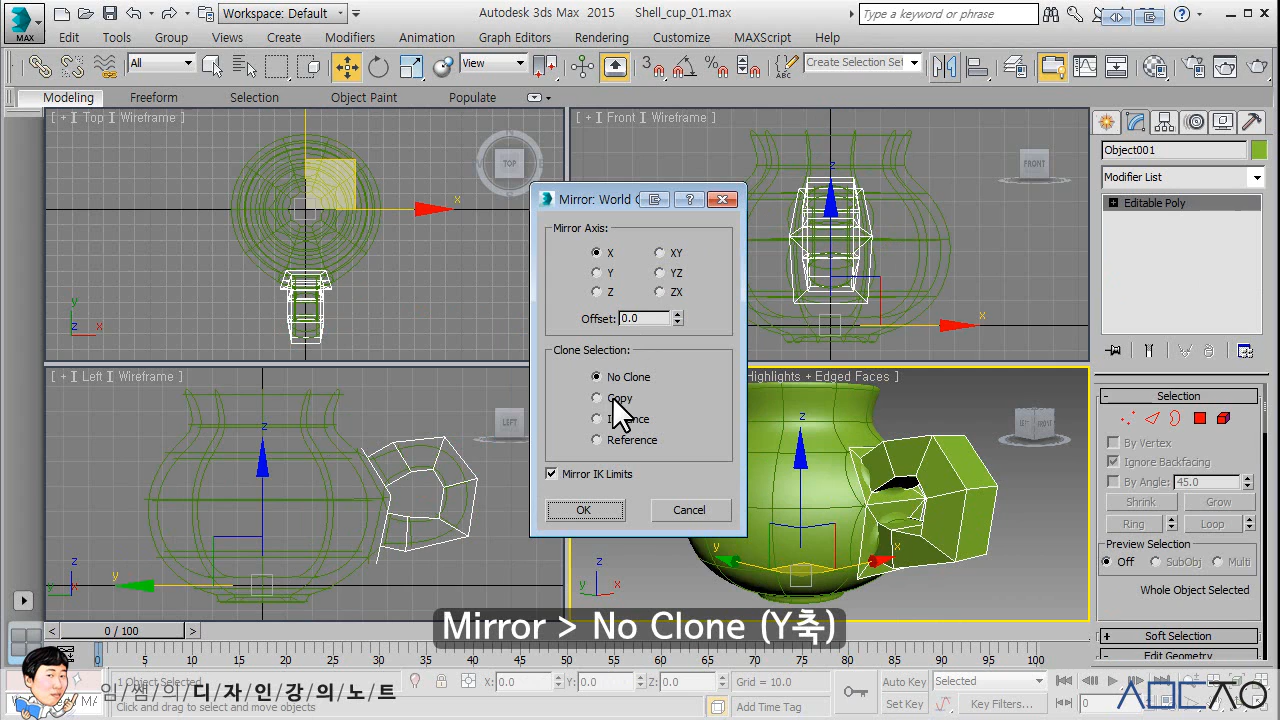 Workspace: Default
Autodesk 3ds Max 2015 Shell_cup_01.max
Type a keyword or phrase
MAX
Edit Tools Group Views Create Modifiers Animation Graph Editors Rendering Customize MAXScript Help
All
View
Create Selection Set
Modeling Freeform Selection Object Paint Populate
[ + ] Top ] Wireframe ]
TOP
[ + ] Front ] Wireframe ]
FRONT
Object001
Modifier List
Editable Poly
Mirror: World
Mirror Axis:
X XY
Y YZ
Z ZX
Offset: 0.0
Clone Selection:
No Clone
Copy
Reference
Mirror IK Limits
OK Cancel
[ + ] Left ] Wireframe ]
LEFT
Highlights + Edged Faces ]
Selection
By Vertex
Ignore Backfacing
By Angle: 45.0
Shrink Grow
Ring Loop
Preview Selection
Off SubObj Multi
Whole Object Selected
Soft Selection
Edit Geometry
0 / 100
Mirror > No Clone (Y축)
5 10 15 20 25 30 35 40 45 50 55 60 65 70 75 80 85 90 95 100
1 Object Selected
X: 0.0 Y: 0.0 Z: 0.0 Grid = 10.0
Auto Key Selected
임/쌤/의/디/자/인/강/의/노/트
Click and drag to select and move objects
Add Time Tag
Set Key Key Filters...
0